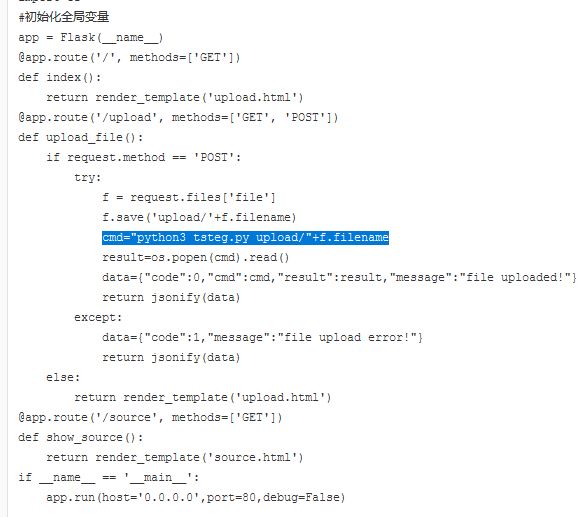 #初始化全局变量
app = Flask(__name__)
@app.route('/', methods=['GET'])
def index():
    return render_template('upload.html')
@app.route('/upload', methods=['GET', 'POST'])
def upload_file():
    if request.method == 'POST':
        try:
            f = request.files['file']
            f.save('upload/'+f.filename)
            cmd="python3 tsteg.py upload/"+f.filename
            result=os.popen(cmd).read()
            data={"code":0,"cmd":cmd,"result":result,"message":"file uploaded!"}
            return jsonify(data)
        except:
            data={"code":1,"message":"file upload error!"}
            return jsonify(data)
    else:
        return render_template('upload.html')
@app.route('/source', methods=['GET'])
def show_source():
    return render_template('source.html')
if __name__ == '__main__':
    app.run(host='0.0.0.0',port=80,debug=False)